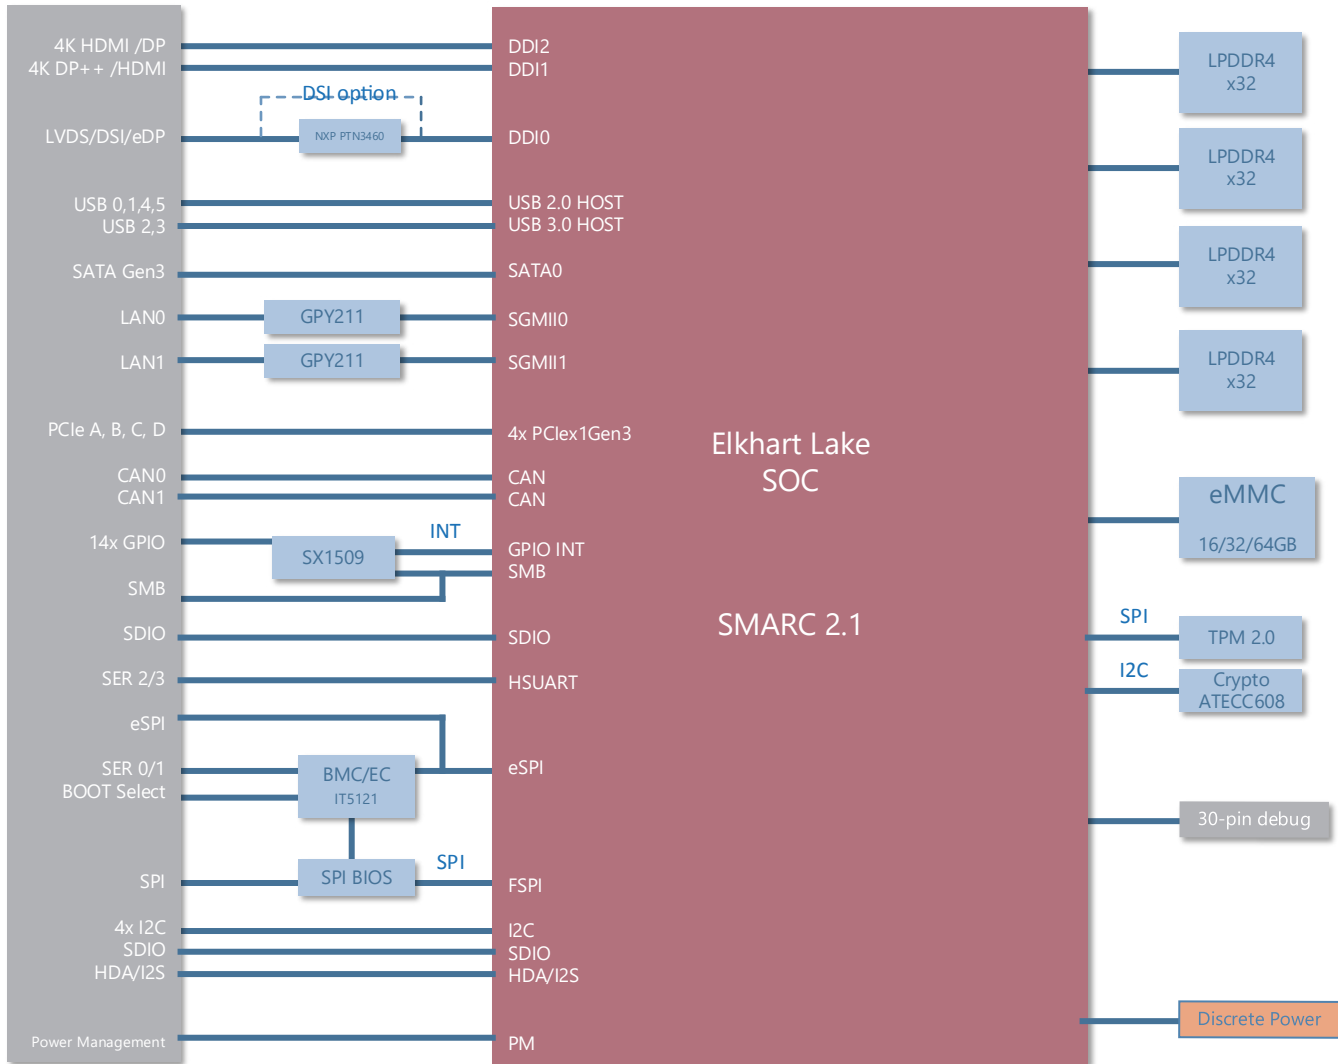 4K HDMI /DP
4K DP++ /HDMI
DSI option
LVDS/DSI/eDP
NXP PTN3460
USB 0,1,4,5
USB 2,3
SATA Gen3
LAN0
GPY211
LAN1
GPY211
PCIe A, B, C, D
CAN0
CAN1
14x GPIO
INT
SX1509
SMB
SDIO
SER 2/3
eSPI
SER 0/1
BOOT Select
BMC/EC
IT5121
SPI
SPI BIOS
SPI
4x I2C
SDIO
HDA/I2S
Power Management
DDI2
DDI1
DDI0
USB 2.0 HOST
USB 3.0 HOST
SATA0
SGMII0
SGMII1
4x PCIex1Gen3
CAN
CAN
GPIO INT
SMB
SDIO
HSUART
eSPI
FSPI
I2C
SDIO
HDA/I2S
PM
Elkhart Lake
SOC
SMARC 2.1
LPDDR4
x32
LPDDR4
x32
LPDDR4
x32
LPDDR4
x32
eMMC
16/32/64GB
SPI
TPM 2.0
I2C
Crypto
ATECC608
30-pin debug
Discrete Power